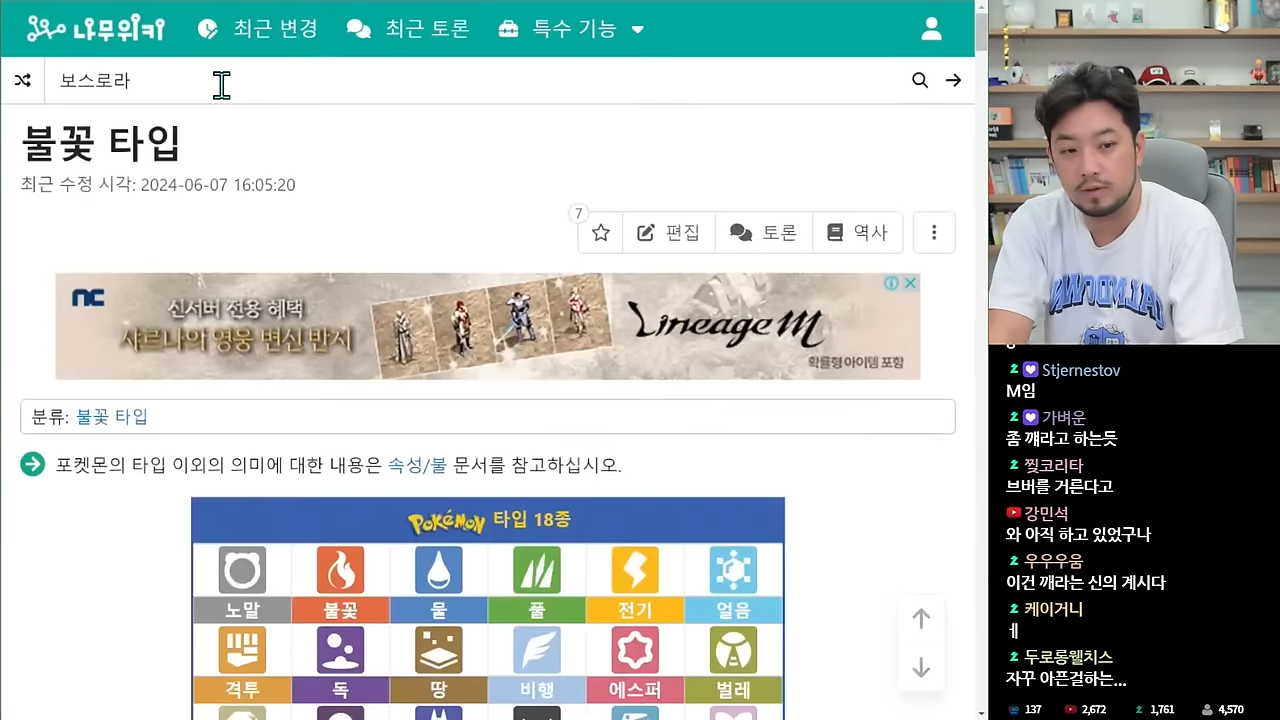 나무위키 최근 변경 최근 토론 특수 기능
보스로라
불꽃 타입
최근 수정 시각: 2024-06-07 16:05:20
7
편집 토론 역사
nc
신서버 전용 혜택
샤르나의 영웅 변신 반지
Lineage M
확률형 아이템 포함
분류: 불꽃 타입
포켓몬의 타입 이외의 의미에 대한 내용은 속성/불 문서를 참고하십시오.
POKéMON 타입 18종
노말 불꽃 물 풀 전기 얼음
격투 독 땅 비행 에스퍼 벌레
Stjernestov
M임
가벼운
좀 깨라고 하는듯
찢코리타
브버를 거른다고
강민석
와 아직 하고 있었구나
우우우움
이건 깨라는 신의 계시다
케이거니
ㅔ
두로롱웰치스
자꾸 아픈걸하는...
137 2,672 1,761 4,570